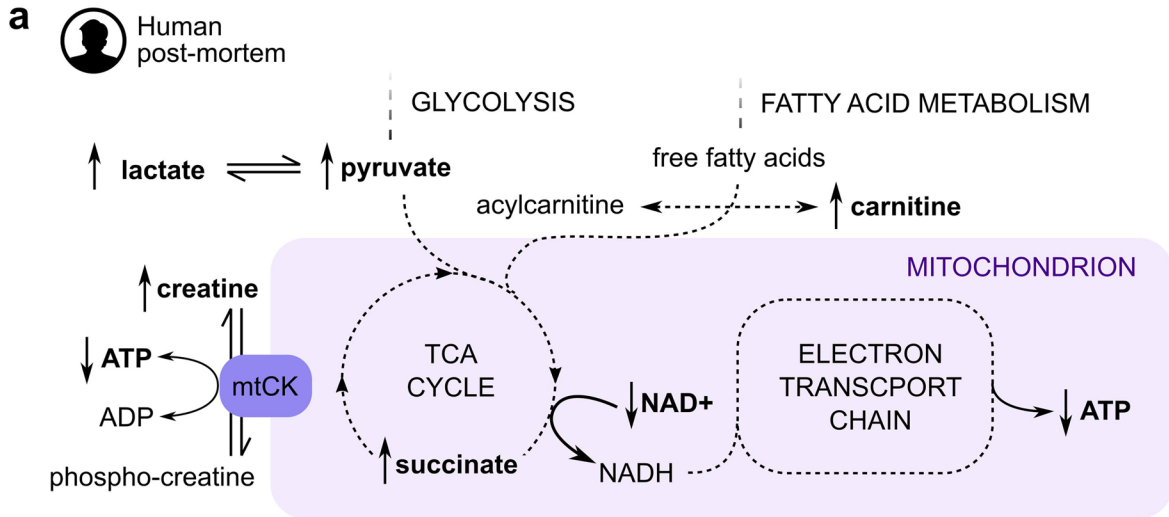 a
Human
post-mortem
GLYCOLYSIS
FATTY ACID METABOLISM
lactate
pyruvate
free fatty acids
acylcarnitine
carnitine
MITOCHONDRION
creatine
ATP
mtCK
ADP
phospho-creatine
TCA
CYCLE
succinate
NAD+
NADH
ELECTRON
TRANSCPORT
CHAIN
ATP